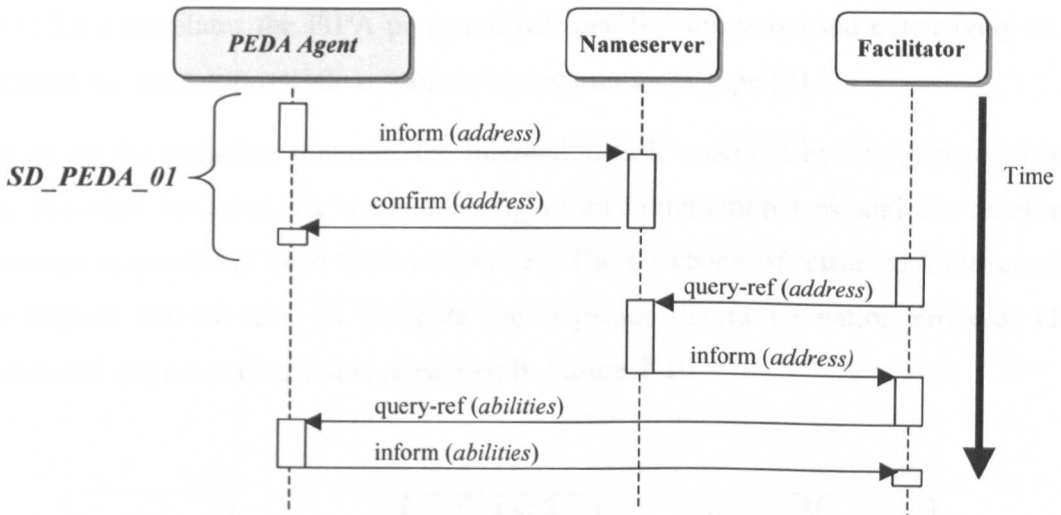 PEDA Agent
Nameserver
Facilitator
inform (address)
SD_PEDA_01
Time
confirm (address)
query-ref (address)
inform (address)
query-ref (abilities)
inform (abilities)